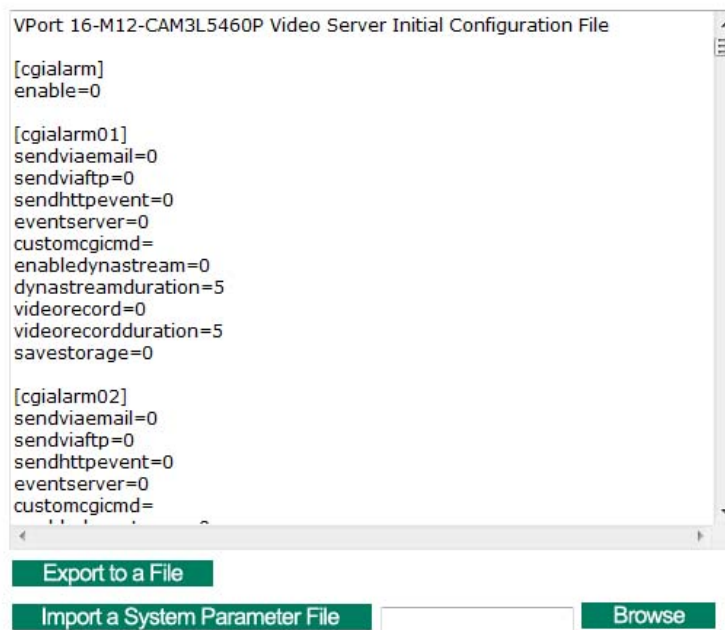 VPort 16-M12-CAM3L5460P Video Server Initial Configuration File
[cgialarm]
enable=0
[cgialarm01]
sendviaemail=0
sendviaftp=0
sendhttpevent=0
eventserver=0
customcgicmd=
enabledynastream=0
dynastreamduration=5
videorecord=0
videorecordduration=5
savestorage=0
[cgialarm02]
sendviaemail=0
sendviaftp=0
sendhttpevent=0
eventserver=0
customcgicmd=
Export to a File
Import a System Parameter File
Browse